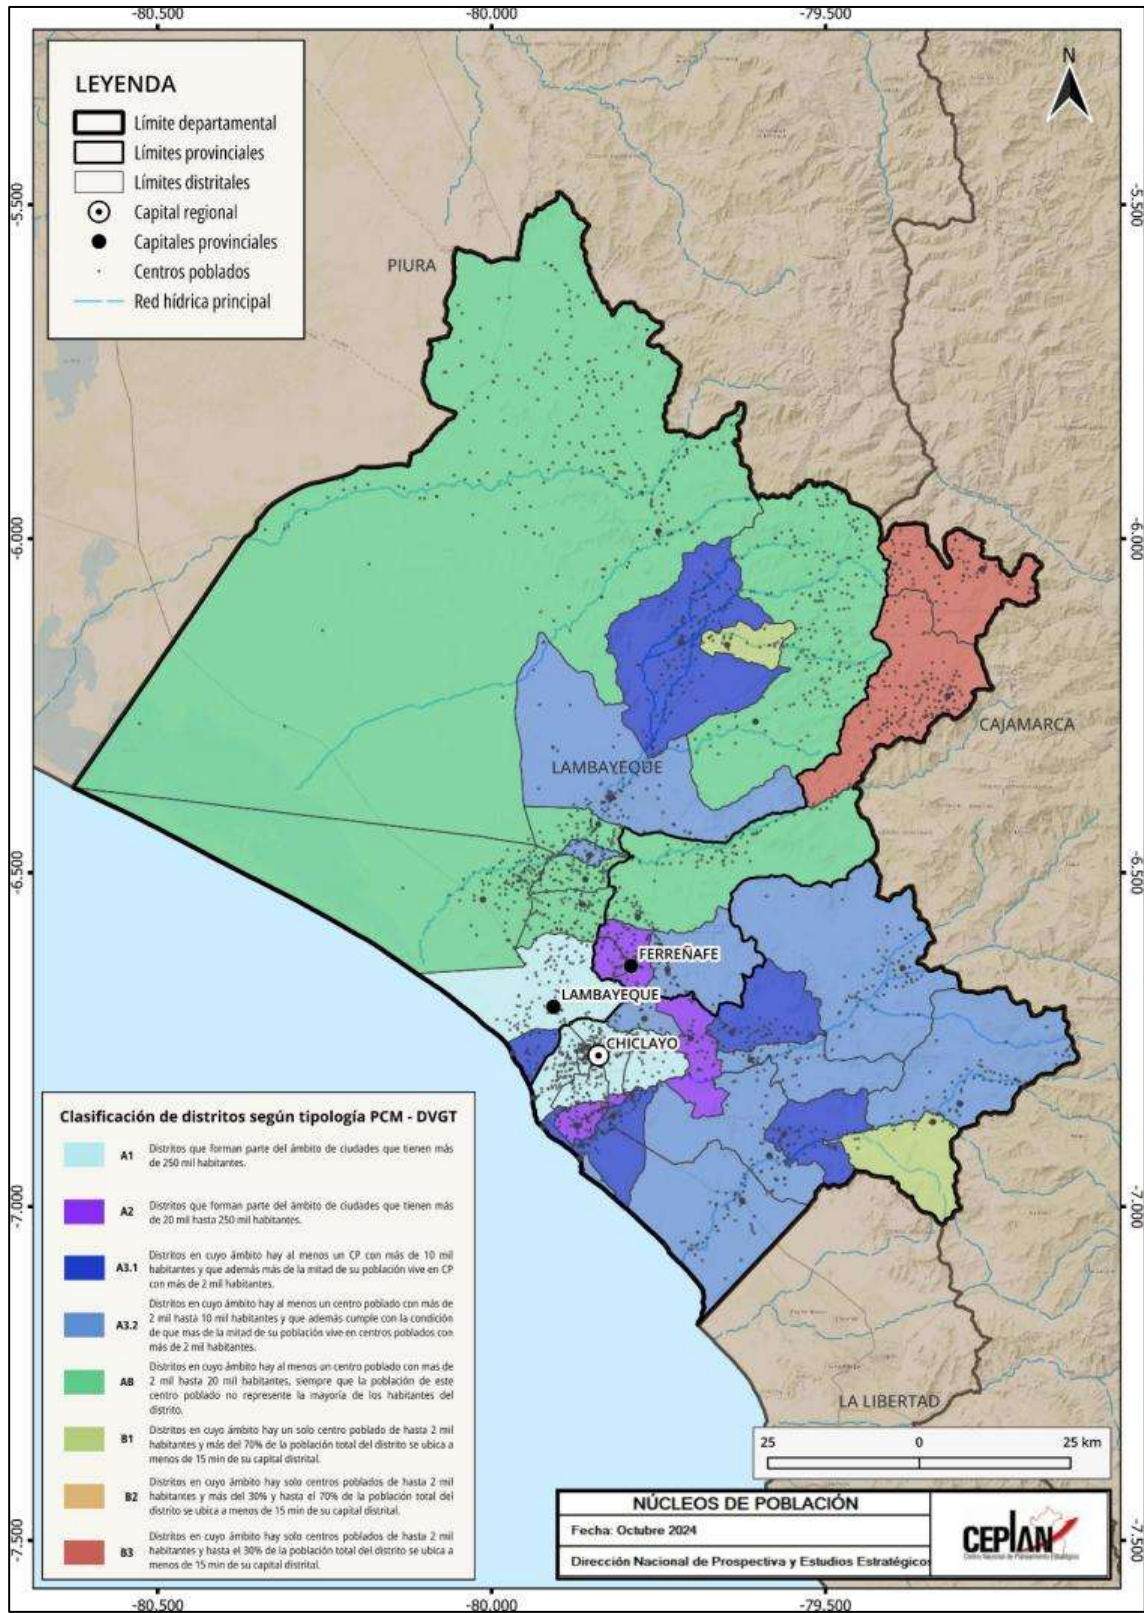 -80.500
-80.000
-79.500
N
LEYENDA
Límite departamental
Límites provinciales
Límites distritales
Capital regional
Capitales provinciales
Centros poblados
Red hídrica principal
-5.500
-5.500
PIURA
-6.000
-6.000
CAJAMARCA
LAMBAYEQUE
-6.500
-6.500
FERREÑAFE
LAMBAYEQUE
CHICLAYO
-7.000
-7.000
Clasificación de distritos según tipología PCM - DVGT
A1 Distritos que forman parte del ámbito de ciudades que tienen más
de 250 mil habitantes.
A2 Distritos que forman parte del ámbito de ciudades que tienen más
de 20 mil hasta 250 mil habitantes.
Distritos en cuyo ámbito hay al menos un CP con más de 10 mil
A3.1 habitantes y que además más de la mitad de su población vive en CP
con más de 2 mil habitantes.
Distritos en cuyo ámbito hay al menos un centro poblado con más de
A3.2 2 mil hasta 10 mil habitantes y que además cumple con la condición
de que mas de la mitad de su población vive en centros poblados con
más de 2 mil habitantes.
Distritos en cuyo ámbito hay al menos un centro poblado con mas de
AB 2 mil hasta 20 mil habitantes, siempre que la población de este
centro poblado no represente la mayoría de los habitantes del
distrito.
Distritos en cuyo ámbito hay un solo centro poblado de hasta 2 mil
B1 habitantes y más del 70% de la población total del distrito se ubica a
menos de 15 min de su capital distrital.
Distritos en cuyo ámbito hay solo centros poblados de hasta 2 mil
B2 habitantes y más del 30% y hasta el 70% de la población total del
distrito se ubica a menos de 15 min de su capital distrital.
Distritos en cuyo ámbito hay solo centros poblados de hasta 2 mil
B3 habitantes y hasta el 30% de la población total del distrito se ubica a
menos de 15 min de su capital distrital.
LA LIBERTAD
25 0 25 km
NÚCLEOS DE POBLACIÓN
Fecha: Octubre 2024
Dirección Nacional de Prospectiva y Estudios Estratégicos
CEPLAN
Centro Nacional de Planeamiento Estratégico
-7.500
-7.500
-80.500
-80.000
-79.500